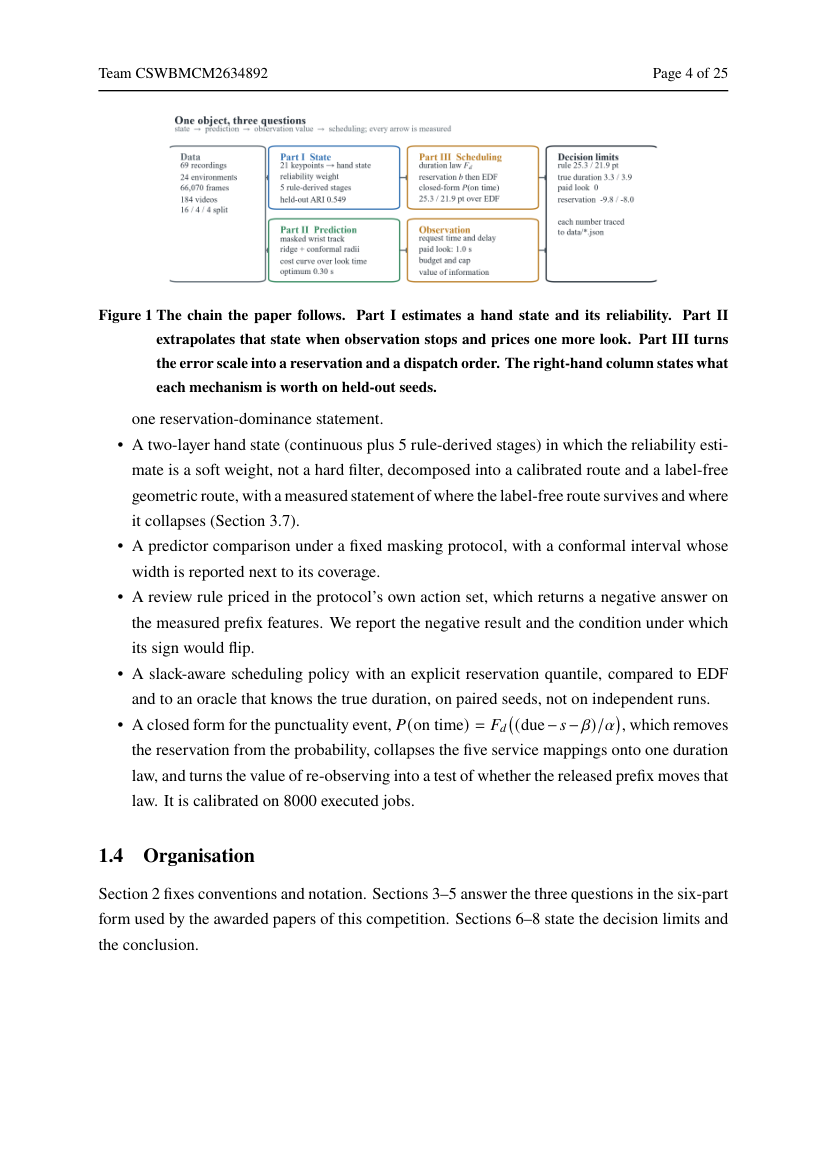 Team CSWBMCM2634892
Page 4 of 25
One object, three questions
state → prediction → observation value → scheduling; every arrow is measured
Data
69 recordings
24 environments
66,070 frames
184 videos
16 / 4 / 4 split
Part I State
21 keypoints → hand state
reliability weight
5 rule-derived stages
held-out ARI 0.549
Part II Prediction
masked wrist track
ridge + conformal radii
cost curve over look time
optimum 0.30 s
Part III Scheduling
duration law F_d
reservation b then EDF
closed-form P(on time)
25.3 / 21.9 pt over EDF
Observation
request time and delay
paid look: 1.0 s
budget and cap
value of information
Decision limits
rule 25.3 / 21.9 pt
true duration 3.3 / 3.9
paid look 0
reservation -9.8 / -8.0
each number traced
to data/*.json
Figure 1 The chain the paper follows. Part I estimates a hand state and its reliability. Part II
extrapolates that state when observation stops and prices one more look. Part III turns
the error scale into a reservation and a dispatch order. The right-hand column states what
each mechanism is worth on held-out seeds.
one reservation-dominance statement.
• A two-layer hand state (continuous plus 5 rule-derived stages) in which the reliability esti-
mate is a soft weight, not a hard filter, decomposed into a calibrated route and a label-free
geometric route, with a measured statement of where the label-free route survives and where
it collapses (Section 3.7).
• A predictor comparison under a fixed masking protocol, with a conformal interval whose
width is reported next to its coverage.
• A review rule priced in the protocol's own action set, which returns a negative answer on
the measured prefix features. We report the negative result and the condition under which
its sign would flip.
• A slack-aware scheduling policy with an explicit reservation quantile, compared to EDF
and to an oracle that knows the true duration, on paired seeds, not on independent runs.
• A closed form for the punctuality event, P(on time) = F_d((due − s − β)/α), which removes
the reservation from the probability, collapses the five service mappings onto one duration
law, and turns the value of re-observing into a test of whether the released prefix moves that
law. It is calibrated on 8000 executed jobs.
1.4 Organisation
Section 2 fixes conventions and notation. Sections 3–5 answer the three questions in the six-part
form used by the awarded papers of this competition. Sections 6–8 state the decision limits and
the conclusion.